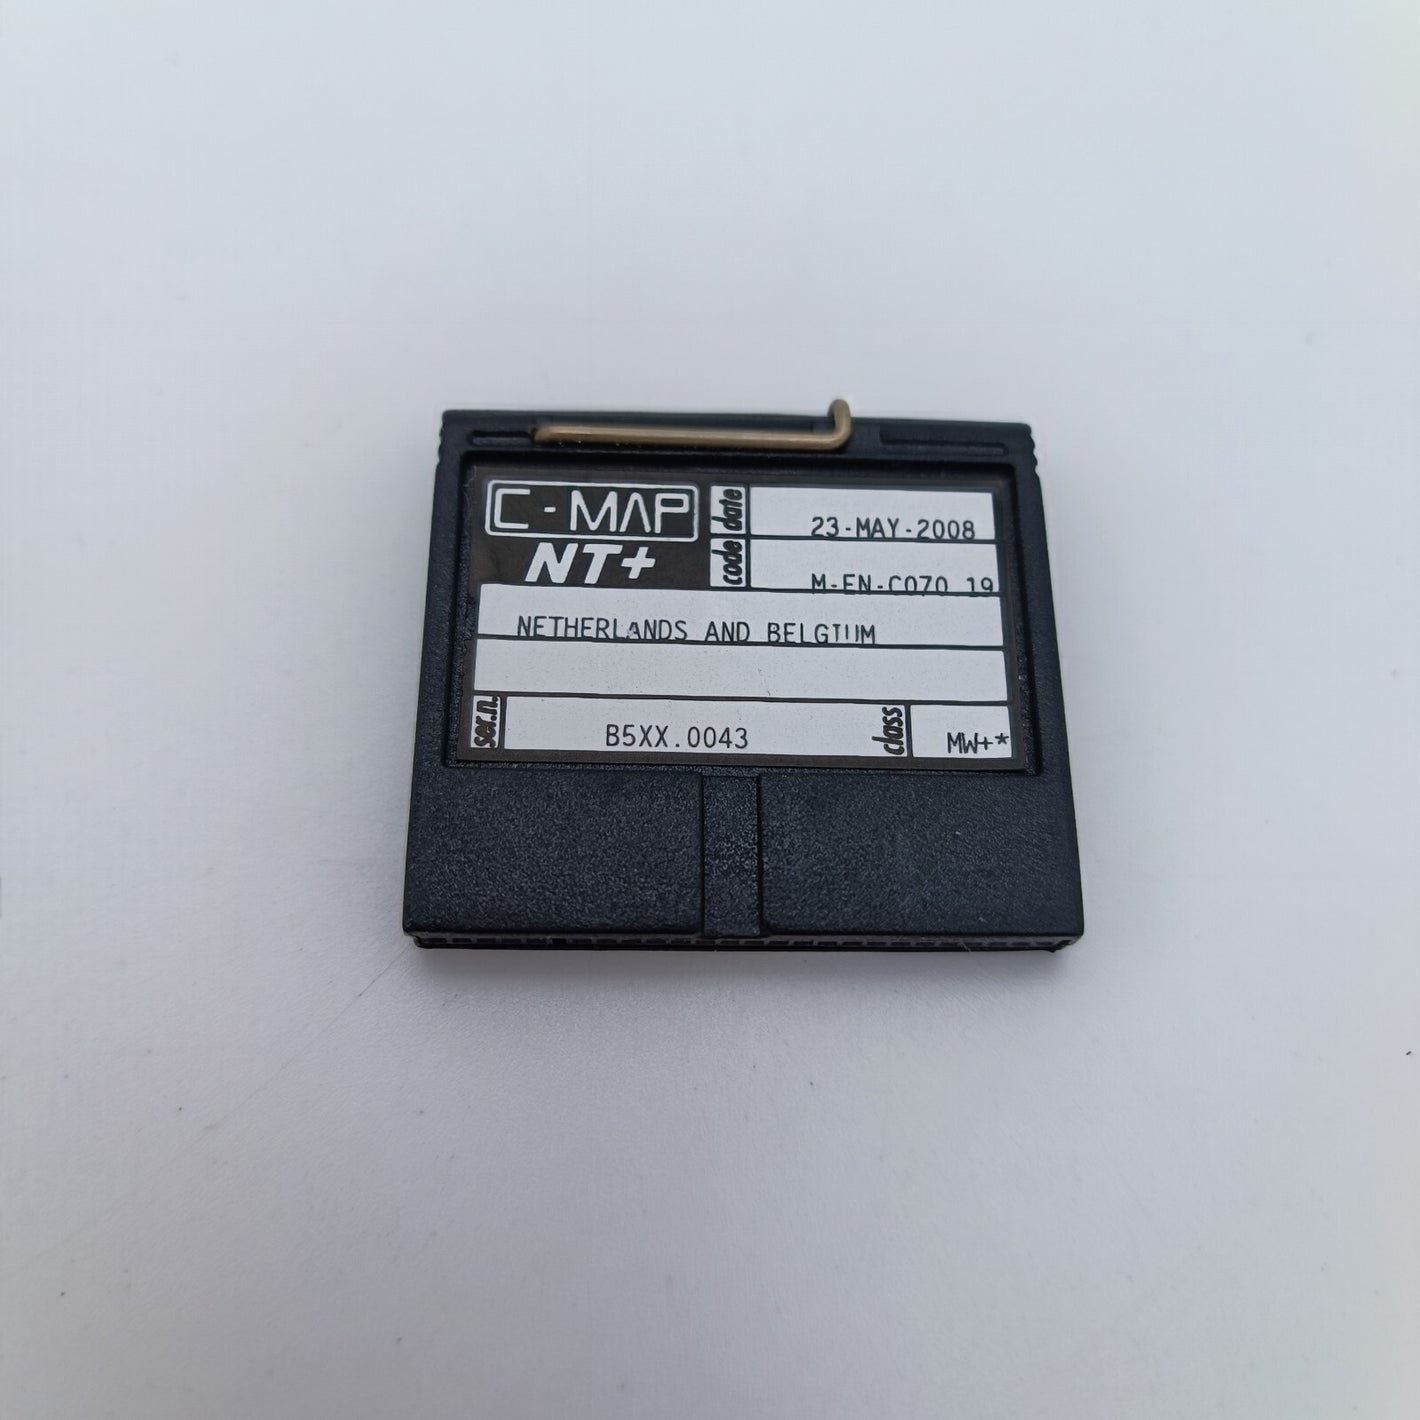 C-MAP
NT+
date 23-MAY-2008
code M-EN-C070.19
NETHERLANDS AND BELGIUM
ser.n. B5XX.0043 class MW+*